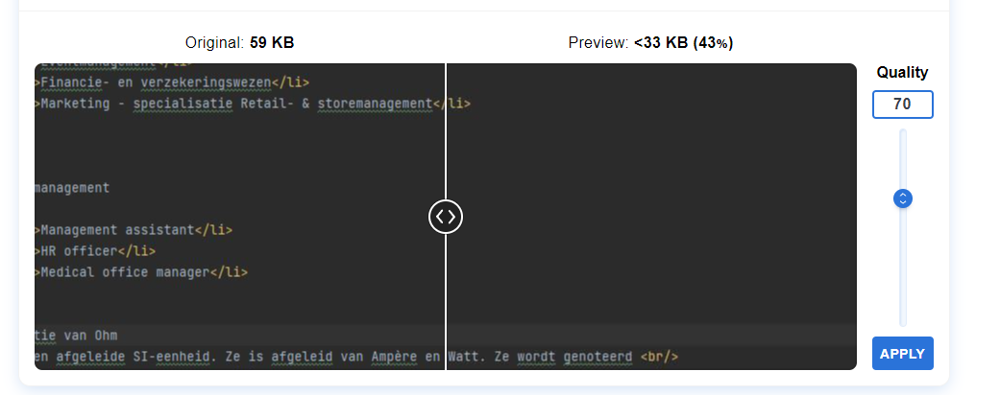 Original: 59 KB
Preview: <33 KB (43%)
Quality
70
Eventmanagement</li>
>Financie- en verzekeringswezen</li>
>Marketing - specialisatie Retail- & storemanagement</li>
management
>Management assistant</li>
>HR officer</li>
>Medical office manager</li>
tie van Ohm
en afgeleide SI-eenheid. Ze is afgeleid van Ampère en Watt. Ze wordt genoteerd <br/>
APPLY